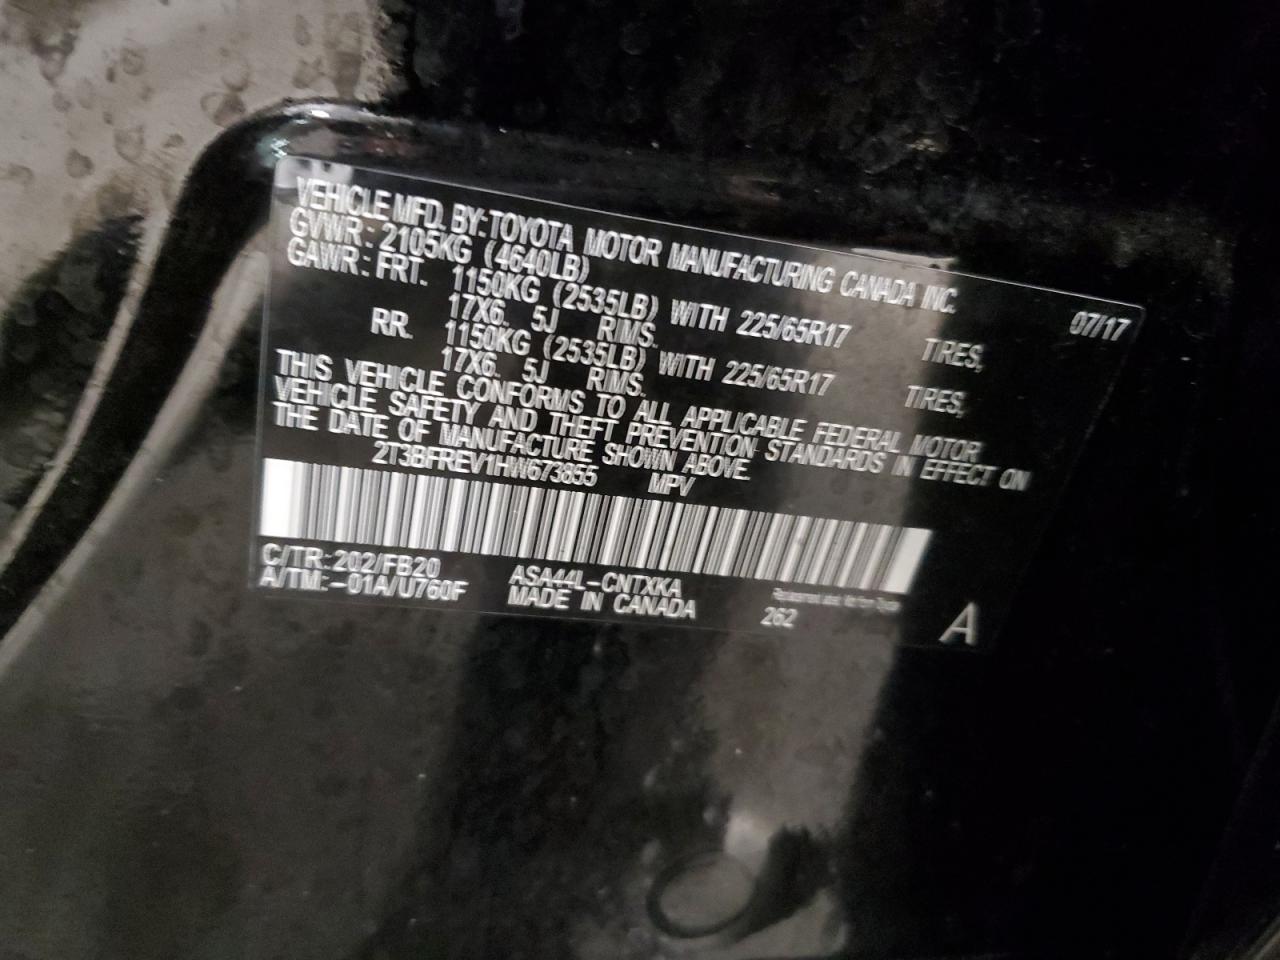 VEHICLE MFD. BY: TOYOTA MOTOR MANUFACTURING CANADA INC. 07/17
GVWR: 2105KG (4640LB)
GAWR: FRT. 1150KG (2535LB) WITH 225/65R17 TIRES,
17X6. 5J RIMS.
RR. 1150KG (2535LB) WITH 225/65R17 TIRES,
17X6. 5J RIMS.
THIS VEHICLE CONFORMS TO ALL APPLICABLE FEDERAL MOTOR
VEHICLE SAFETY AND THEFT PREVENTION STANDARDS IN EFFECT ON
THE DATE OF MANUFACTURE SHOWN ABOVE.
2T3BFREV1HW673855 MPV
C/TR: 202/FB20 ASA44L-CNTXKA
A/TM: -01A/U760F MADE IN CANADA 262 A